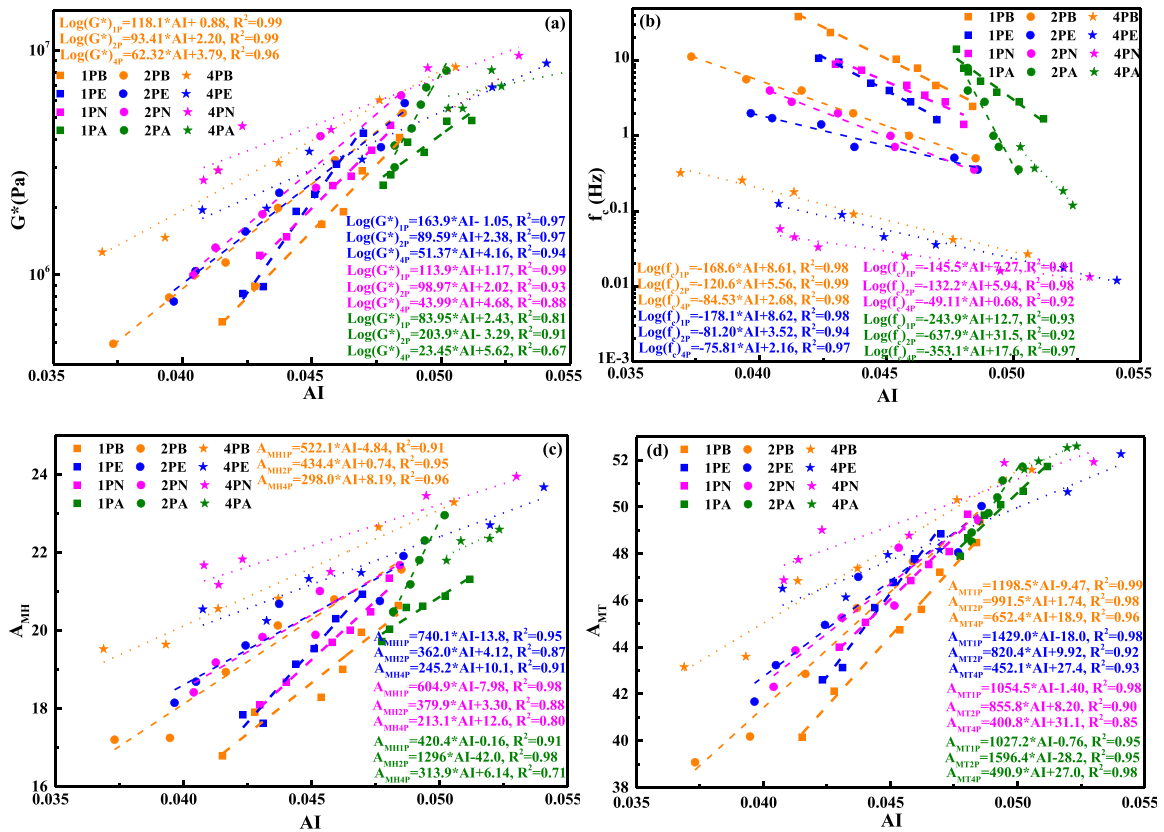 (a)
Log(G*)1P=118.1*AI+ 0.88, R2=0.99
Log(G*)2P=93.41*AI+2.20, R2=0.99
Log(G*)4P=62.32*AI+3.79, R2=0.96
1PB 2PB 4PB
1PE 2PE 4PE
1PN 2PN 4PN
1PA 2PA 4PA
10^7
10^6
G*(Pa)
Log(G*)1P=163.9*AI- 1.05, R2=0.97
Log(G*)2P=89.59*AI+2.38, R2=0.97
Log(G*)4P=51.37*AI+4.16, R2=0.94
Log(G*)1P=113.9*AI+1.17, R2=0.99
Log(G*)2P=98.97*AI+2.02, R2=0.93
Log(G*)4P=43.99*AI+4.68, R2=0.88
Log(G*)1P=83.95*AI+2.43, R2=0.81
Log(G*)2P=203.9*AI- 3.29, R2=0.91
Log(G*)4P=23.45*AI+5.62, R2=0.67
0.035 0.040 0.045 0.050 0.055
AI
(b)
1PB 2PB 4PB
1PE 2PE 4PE
1PN 2PN 4PN
1PA 2PA 4PA
10
1
0.1
0.01
1E-3
fc(Hz)
Log(fc)1P=-168.6*AI+8.61, R2=0.98
Log(fc)2P=-120.6*AI+5.56, R2=0.99
Log(fc)4P=-84.53*AI+2.68, R2=0.98
Log(fc)1P=-178.1*AI+8.62, R2=0.98
Log(fc)2P=-81.20*AI+3.52, R2=0.94
Log(fc)4P=-75.81*AI+2.16, R2=0.97
Log(fc)1P=-145.5*AI+7.27, R2=0.91
Log(fc)2P=-132.2*AI+5.94, R2=0.98
Log(fc)4P=-49.11*AI+0.68, R2=0.92
Log(fc)1P=-243.9*AI+12.7, R2=0.93
Log(fc)2P=-637.9*AI+31.5, R2=0.92
Log(fc)4P=-353.1*AI+17.6, R2=0.97
0.035 0.040 0.045 0.050 0.055
AI
(c)
1PB 2PB 4PB
1PE 2PE 4PE
1PN 2PN 4PN
1PA 2PA 4PA
AMH1P=522.1*AI-4.84, R2=0.91
AMH2P=434.4*AI+0.74, R2=0.95
AMH4P=298.0*AI+8.19, R2=0.96
24
22
20
18
16
AMH
AMH1P=740.1*AI-13.8, R2=0.95
AMH2P=362.0*AI+4.12, R2=0.87
AMH4P=245.2*AI+10.1, R2=0.91
AMH1P=604.9*AI-7.98, R2=0.98
AMH2P=379.9*AI+3.30, R2=0.88
AMH4P=213.1*AI+12.6, R2=0.80
AMH1P=420.4*AI-0.16, R2=0.91
AMH2P=1296*AI-42.0, R2=0.98
AMH4P=313.9*AI+6.14, R2=0.71
0.035 0.040 0.045 0.050 0.055
AI
(d)
1PB 2PB 4PB
1PE 2PE 4PE
1PN 2PN 4PN
1PA 2PA 4PA
52
50
48
46
44
42
40
38
AMT
AMT1P=1198.5*AI-9.47, R2=0.99
AMT2P=991.5*AI+1.74, R2=0.98
AMT4P=652.4*AI+18.9, R2=0.96
AMT1P=1429.0*AI-18.0, R2=0.98
AMT2P=820.4*AI+9.92, R2=0.92
AMT4P=452.1*AI+27.4, R2=0.93
AMT1P=1054.5*AI-1.40, R2=0.98
AMT2P=855.8*AI+8.20, R2=0.90
AMT4P=400.8*AI+31.1, R2=0.85
AMT1P=1027.2*AI-0.76, R2=0.95
AMT2P=1596.4*AI-28.2, R2=0.95
AMT4P=490.9*AI+27.0, R2=0.98
0.035 0.040 0.045 0.050 0.055
AI